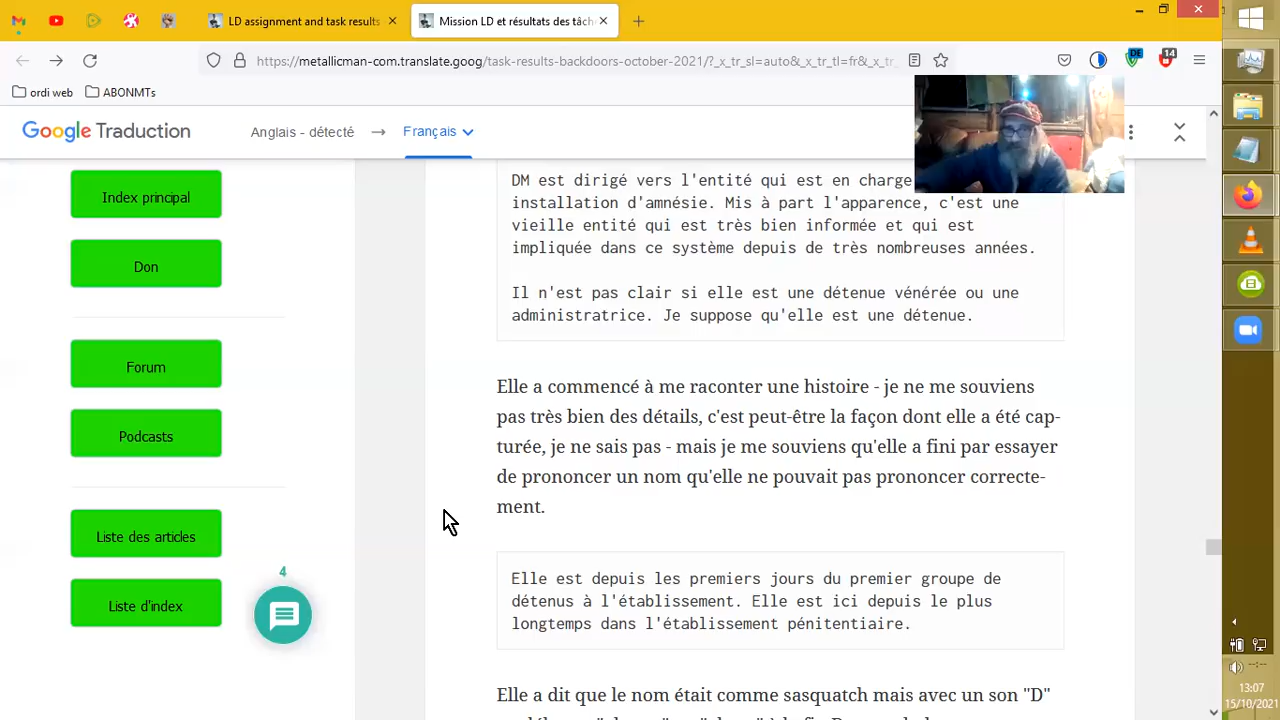 LD assignment and task results
Mission LD et résultats des tâch
https://metallicman-com.translate.goog/task-results-lockdoors-october-2021/?_x_tr_sl=auto&_x_tr_tl=fr&_x_tr_
DE
14
ordi web
ABONMTs
Google Traduction
Anglais - détecté
Français
Index principal
Don
Forum
Podcasts
Liste des articles
Liste d'index
4
DM est dirigé vers l'entité qui est en charge
installation d'amnésie. Mis à part l'apparence, c'est une
vieille entité qui est très bien informée et qui est
impliquée dans ce système depuis de très nombreuses années.
Il n'est pas clair si elle est une détenue vénérée ou une
administratrice. Je suppose qu'elle est une détenue.
Elle a commencé à me raconter une histoire - je ne me souviens
pas très bien des détails, c'est peut-être la façon dont elle a été cap-
turée, je ne sais pas - mais je me souviens qu'elle a fini par essayer
de prononcer un nom qu'elle ne pouvait pas prononcer correcte-
ment.
Elle est depuis les premiers jours du premier groupe de
détenus à l'établissement. Elle est ici depuis le plus
longtemps dans l'établissement pénitentiaire.
Elle a dit que le nom était comme sasquatch mais avec un son "D"
13:07
15/10/2021